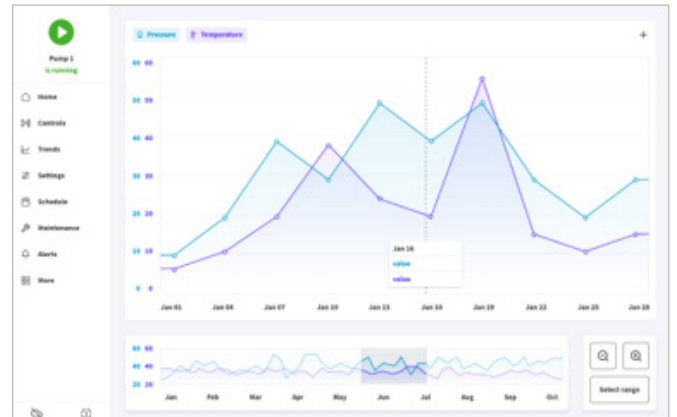 Pump 1
is running
Home
Controls
Trends
Settings
Schedule
Maintenance
Alerts
More
Pressure Temperature +
60 60
50 50
40 40
30 30
20 20
10 10
0 0
Jan 16
value
value
Jan 01 Jan 04 Jan 07 Jan 10 Jan 13 Jan 16 Jan 19 Jan 22 Jan 25 Jan 28
60 60
40 40
20 20
Jan Feb Mar Apr May Jun Jul Aug Sep Oct
Select range